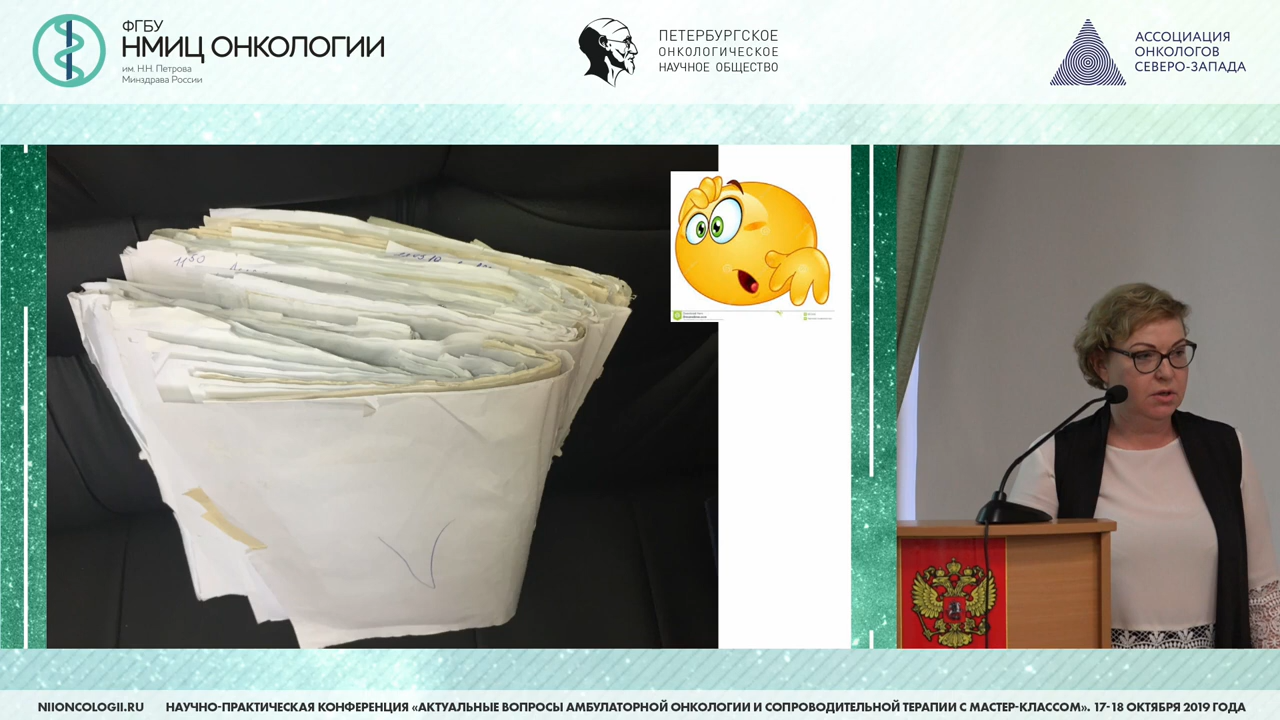 ФГБУ
НМИЦ ОНКОЛОГИИ
им. Н.Н. Петрова
Минздрава России
ПЕТЕРБУРГСКОЕ
ОНКОЛОГИЧЕСКОЕ
НАУЧНОЕ ОБЩЕСТВО
АССОЦИАЦИЯ
ОНКОЛОГОВ
СЕВЕРО-ЗАПАДА
NIIONCOLOGII.RU НАУЧНО-ПРАКТИЧЕСКАЯ КОНФЕРЕНЦИЯ «АКТУАЛЬНЫЕ ВОПРОСЫ АМБУЛАТОРНОЙ ОНКОЛОГИИ И СОПРОВОДИТЕЛЬНОЙ ТЕРАПИИ С МАСТЕР-КЛАССОМ». 17-18 ОКТЯБРЯ 2019 ГОДА